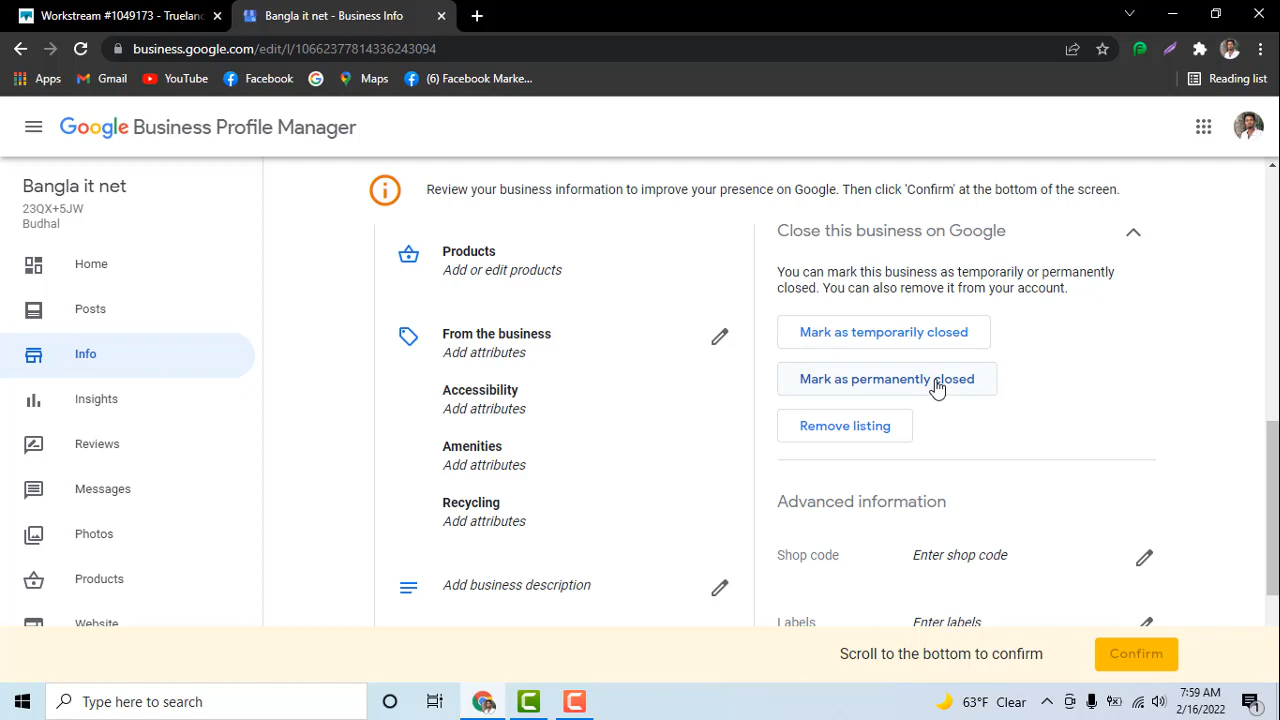 Workstream #1049173 - Trueland
Bangla it net - Business Info
business.google.com/edit/l/10662377814336243094
Apps
Gmail
YouTube
Facebook
Maps
(6) Facebook Marke...
Reading list
Google Business Profile Manager
Bangla it net
23QX+5JW
Budhal
Home
Posts
Info
Insights
Reviews
Messages
Photos
Products
Website
Review your business information to improve your presence on Google. Then click 'Confirm' at the bottom of the screen.
Products
Add or edit products
From the business
Add attributes
Accessibility
Add attributes
Amenities
Add attributes
Recycling
Add attributes
Add business description
Close this business on Google
You can mark this business as temporarily or permanently
closed. You can also remove it from your account.
Mark as temporarily closed
Mark as permanently closed
Remove listing
Advanced information
Shop code
Enter shop code
Labels
Enter labels
Scroll to the bottom to confirm
Confirm
Type here to search
63°F Clear
7:59 AM
2/16/2022
1